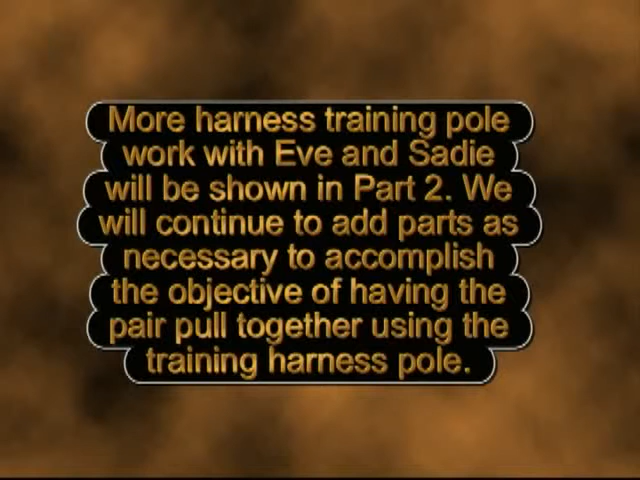 More harness training pole
work with Eve and Sadie
will be shown in Part 2. We
will continue to add parts as
necessary to accomplish
the objective of having the
pair pull together using the
training harness pole.